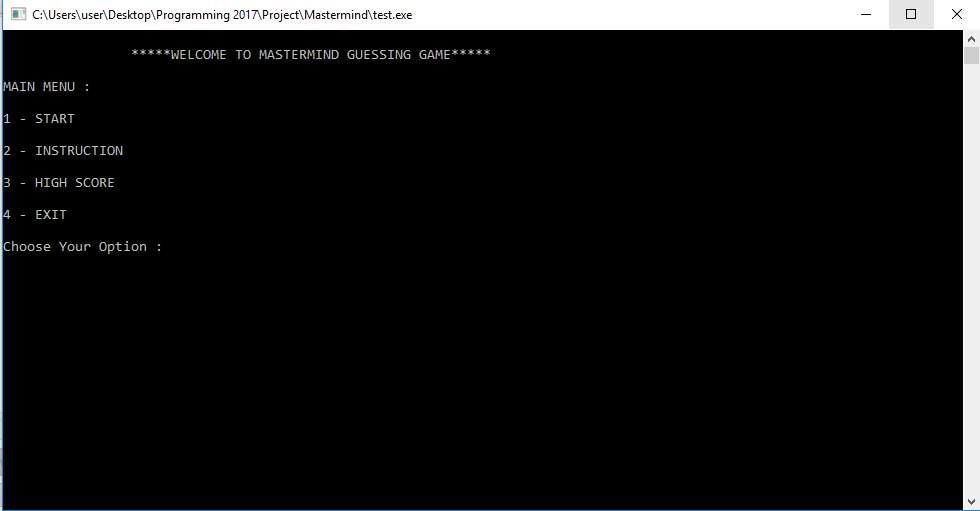 C:\Users\user\Desktop\Programming 2017\Project\Mastermind\test.exe
*****WELCOME TO MASTERMIND GUESSING GAME*****
MAIN MENU :
1 - START
2 - INSTRUCTION
3 - HIGH SCORE
4 - EXIT
Choose Your Option :